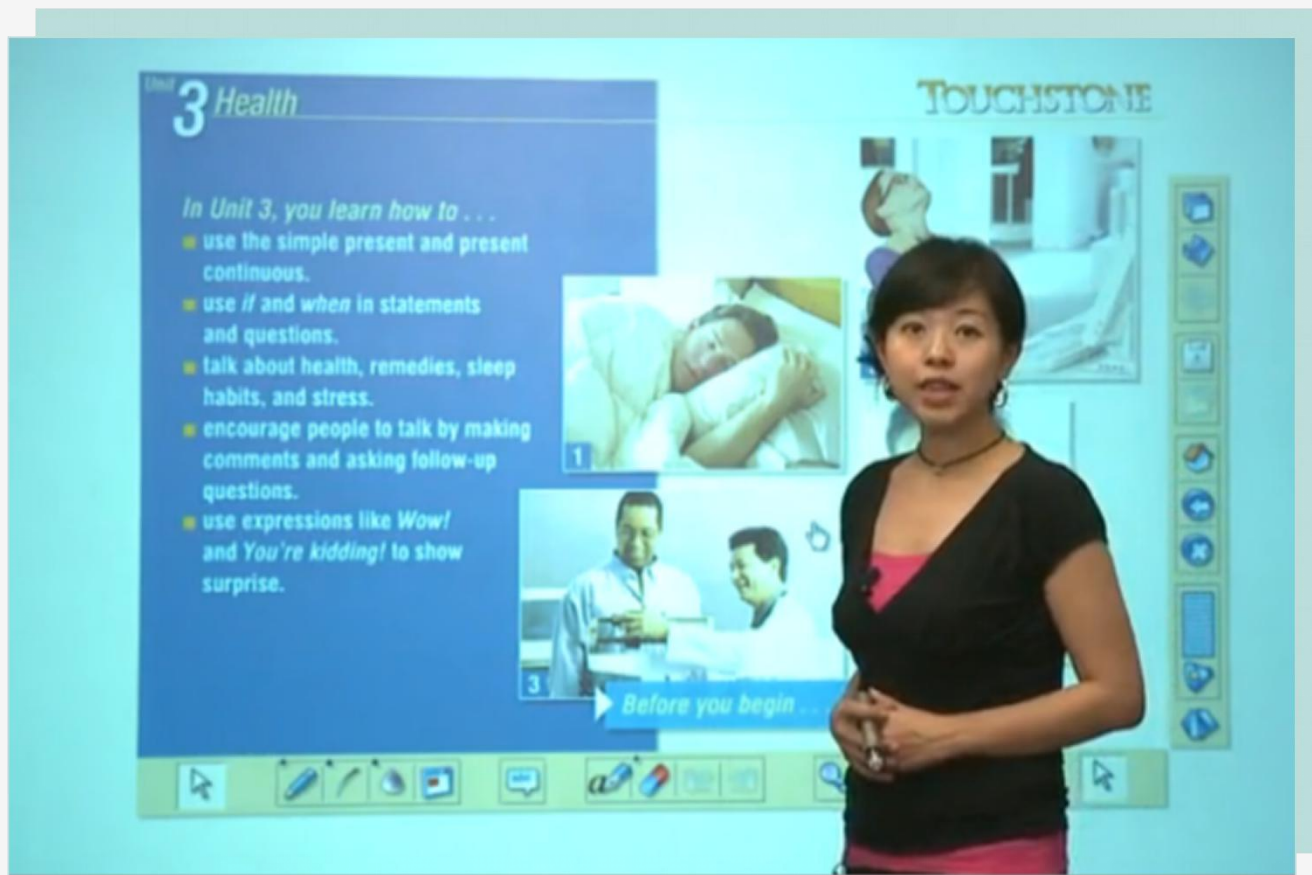 Unit
3 Health
TOUCHSTONE
In Unit 3, you learn how to . . .
use the simple present and present
continuous.
use if and when in statements
and questions.
talk about health, remedies, sleep
habits, and stress.
encourage people to talk by making
comments and asking follow-up
questions.
use expressions like Wow!
and You're kidding! to show
surprise.
1
3
Before you begin . . .
a